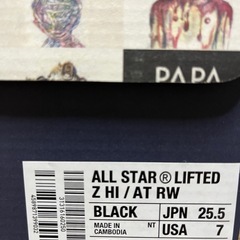 PAPA
ALL STAR ® LIFTED
Z HI / AT RW
BLACK JPN 25.5
MADE IN CAMBODIA NT USA 7